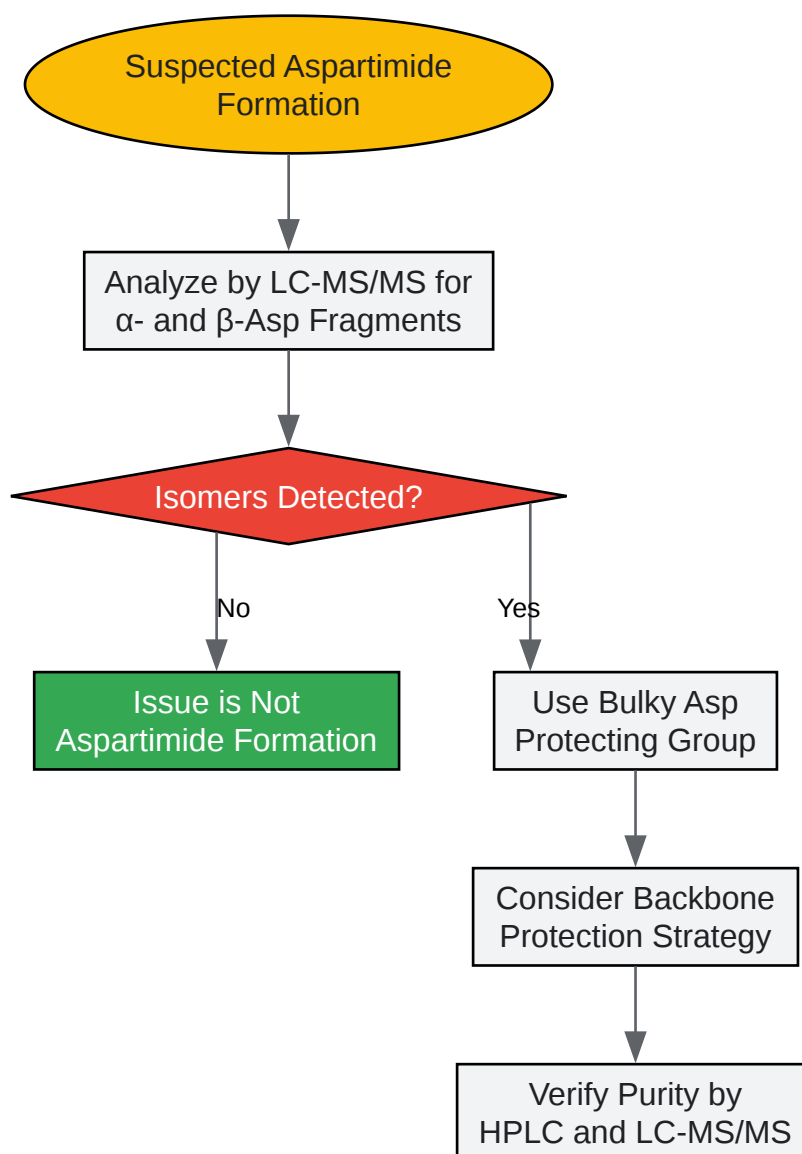 Suspected Aspartimide
Formation
Analyze by LC-MS/MS for
α- and β-Asp Fragments
Isomers Detected?
No
Yes
Issue is Not
Aspartimide Formation
Use Bulky Asp
Protecting Group
Consider Backbone
Protection Strategy
Verify Purity by
HPLC and LC-MS/MS